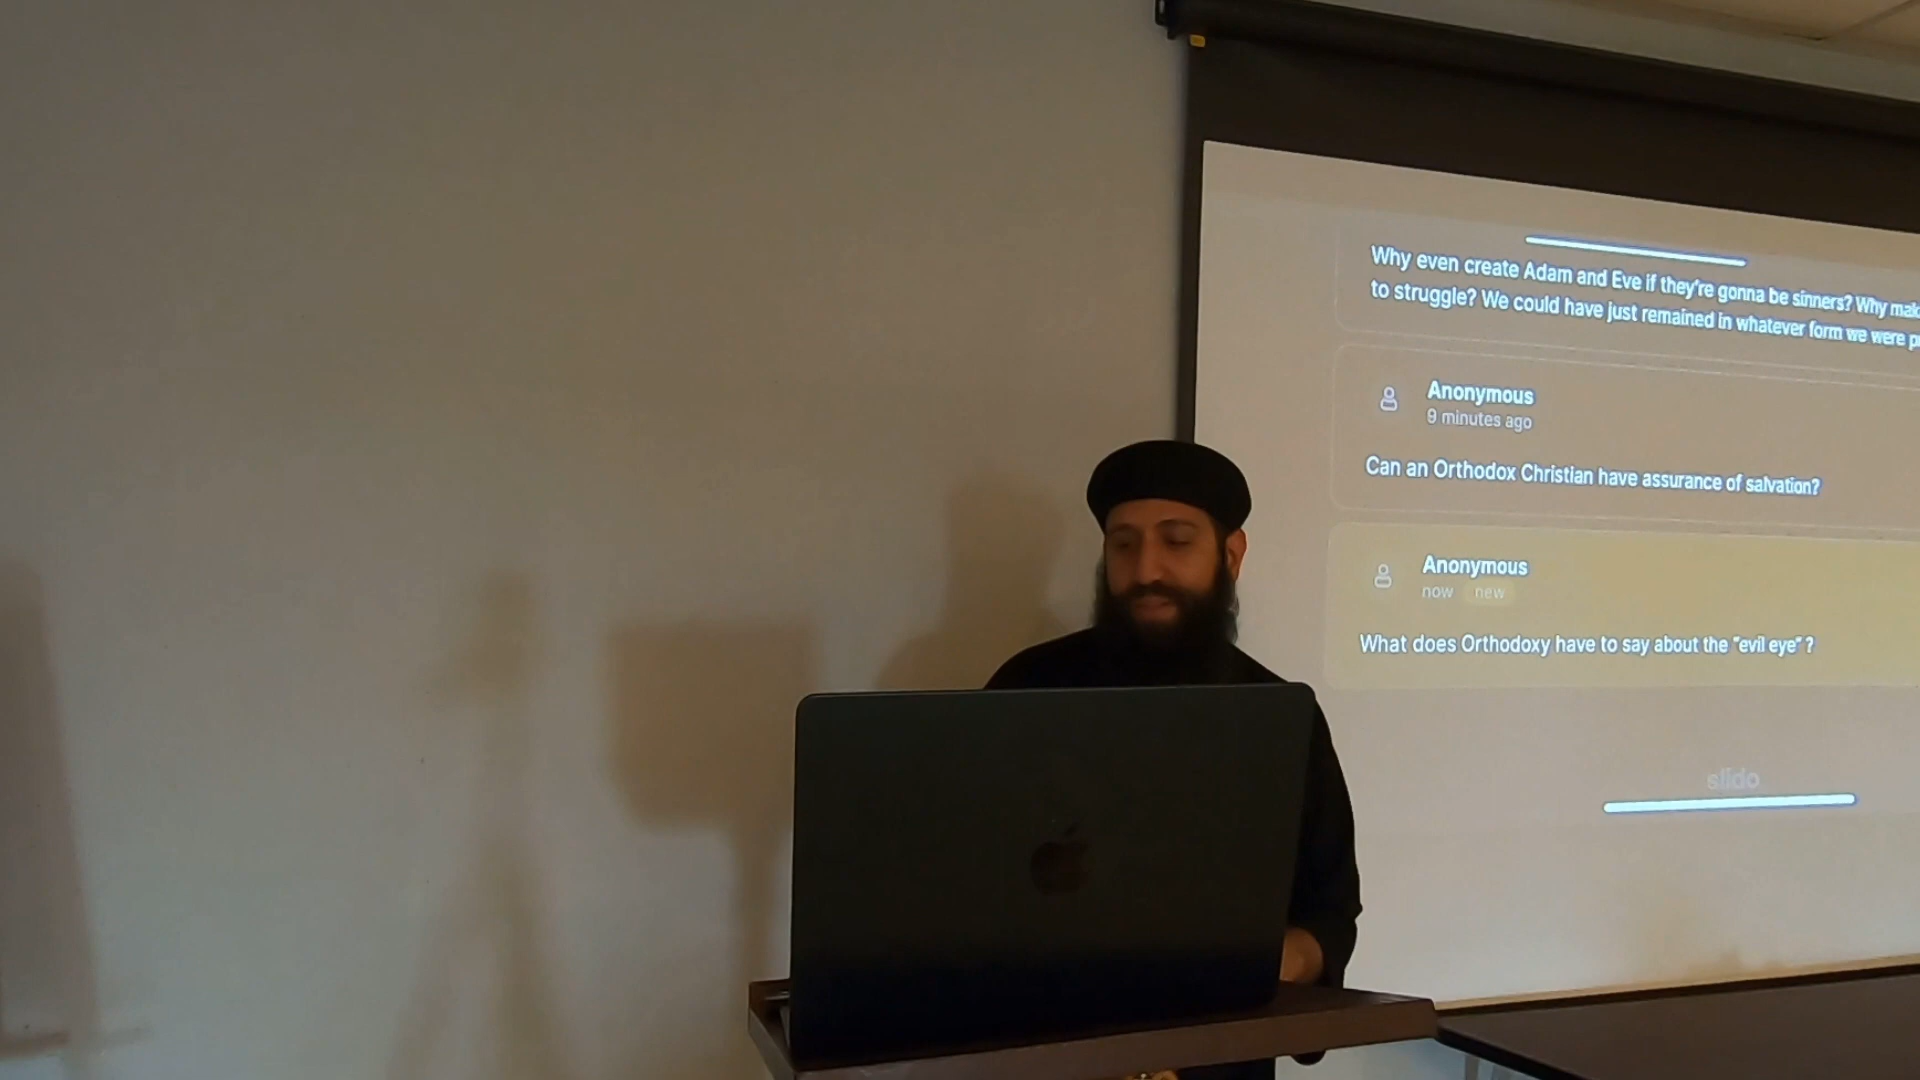 Why even create Adam and Eve if they're gonna be sinners? Why
to struggle? We could have just remained in whatever form we were
Anonymous
9 minutes ago
Can an Orthodox Christian have assurance of salvation?
Anonymous
now new
What does Orthodoxy have to say about the "evil eye" ?
slido